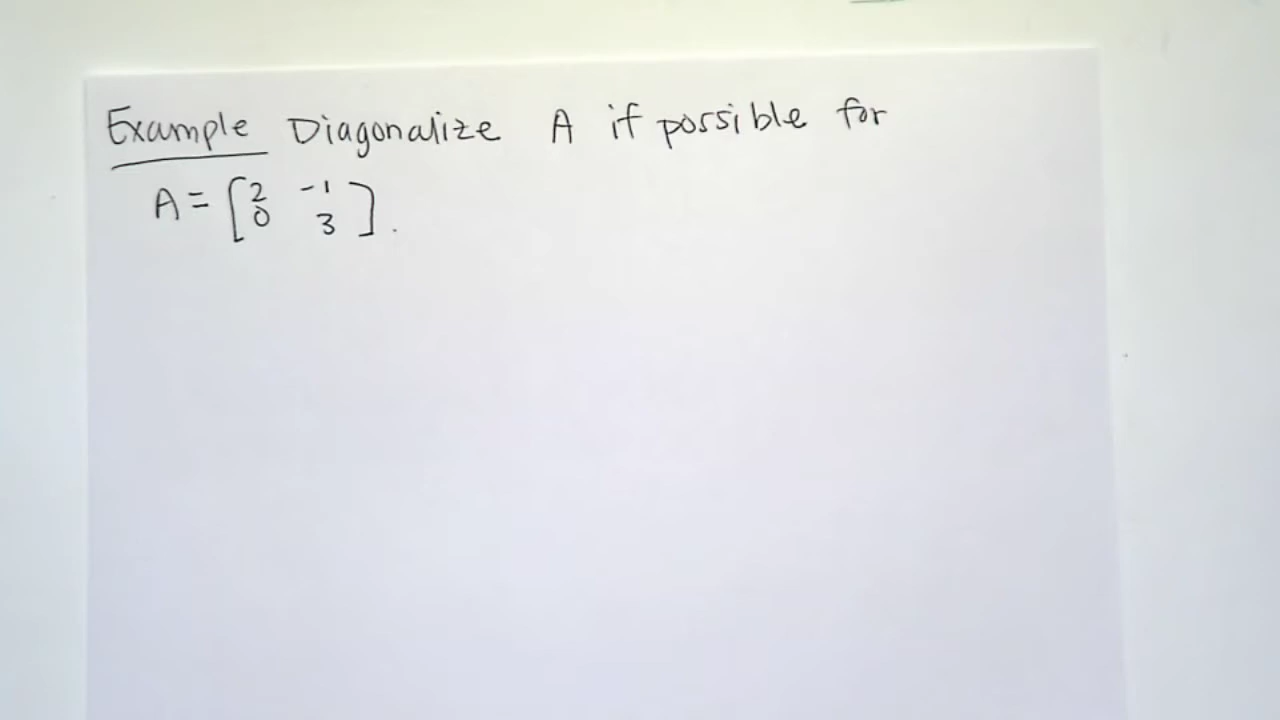 Example Diagonalize A if possible for
A = [2 -1
0 3].